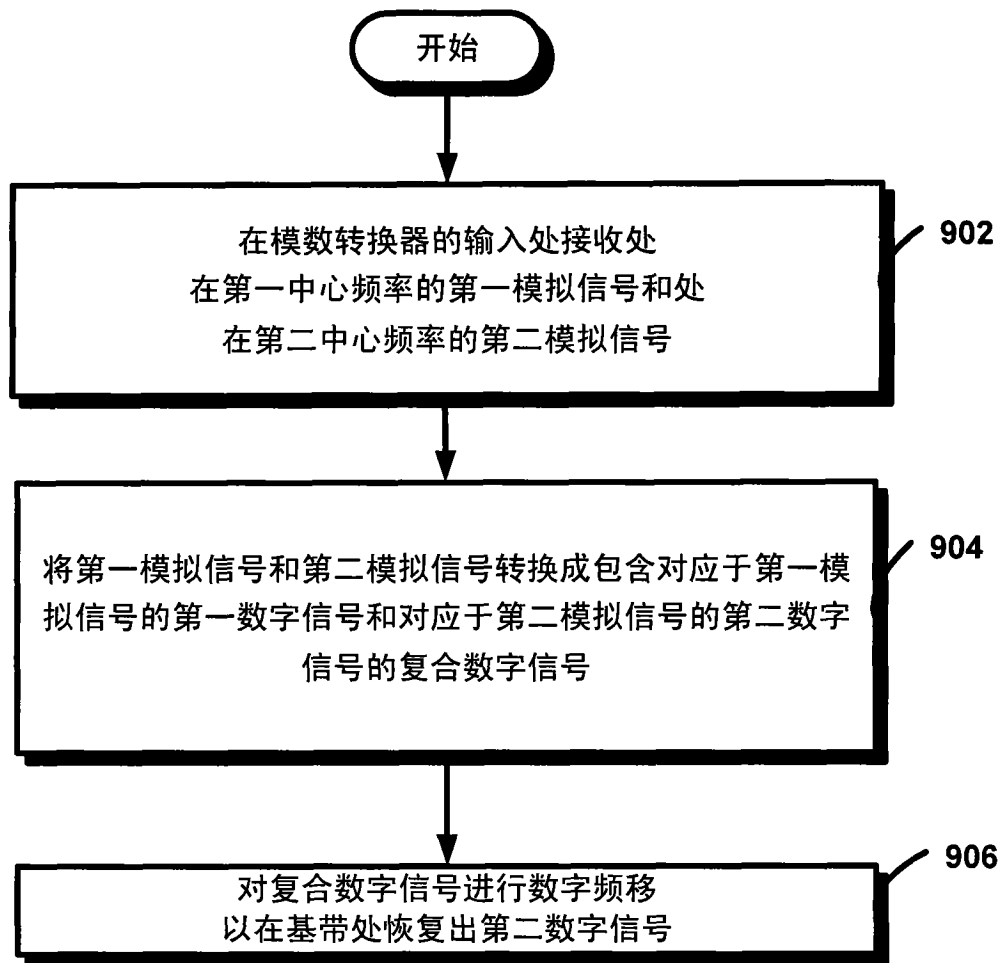 开始
在模数转换器的输入处接收处
在第一中心频率的第一模拟信号和处
在第二中心频率的第二模拟信号
902
将第一模拟信号和第二模拟信号转换成包含对应于第一模
拟信号的第一数字信号和对应于第二模拟信号的第二数字
信号的复合数字信号
904
对复合数字信号进行数字频移
以在基带处恢复出第二数字信号
906